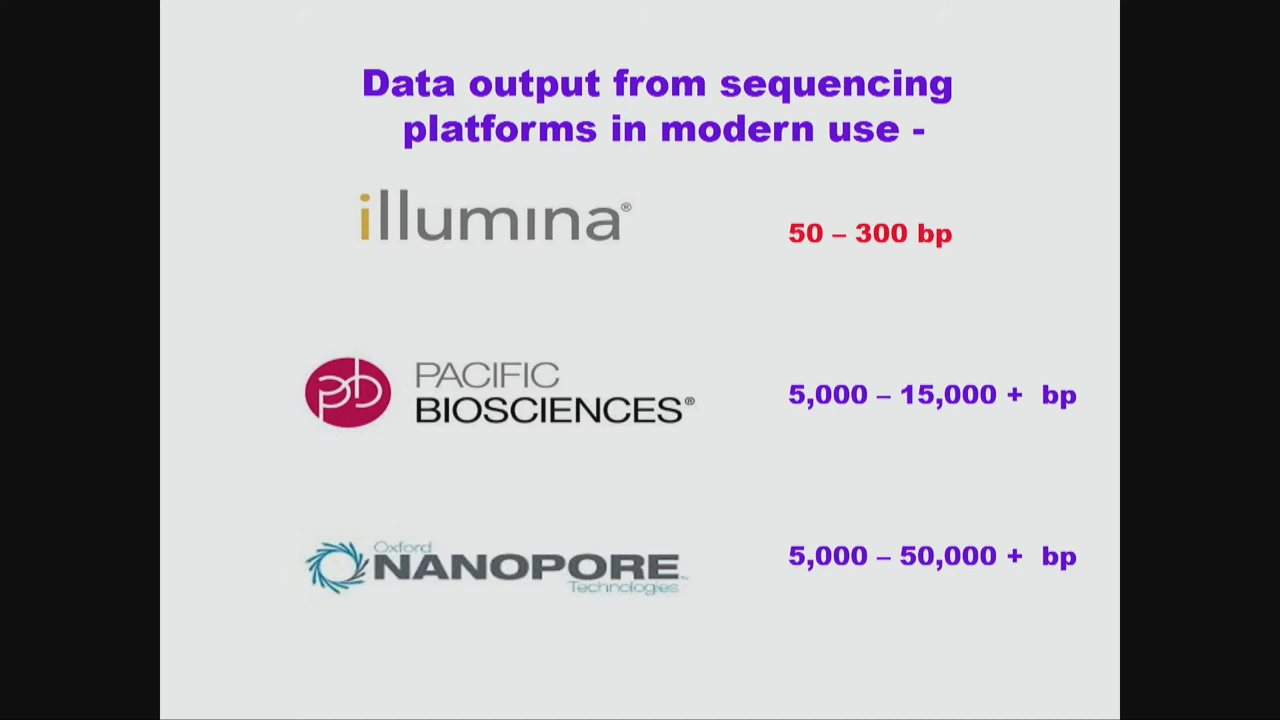 Data output from sequencing
platforms in modern use -
illumina®
50 – 300 bp
pb
PACIFIC
BIOSCIENCES®
5,000 – 15,000 + bp
Oxford
NANOPORE
Technologies
5,000 – 50,000 + bp